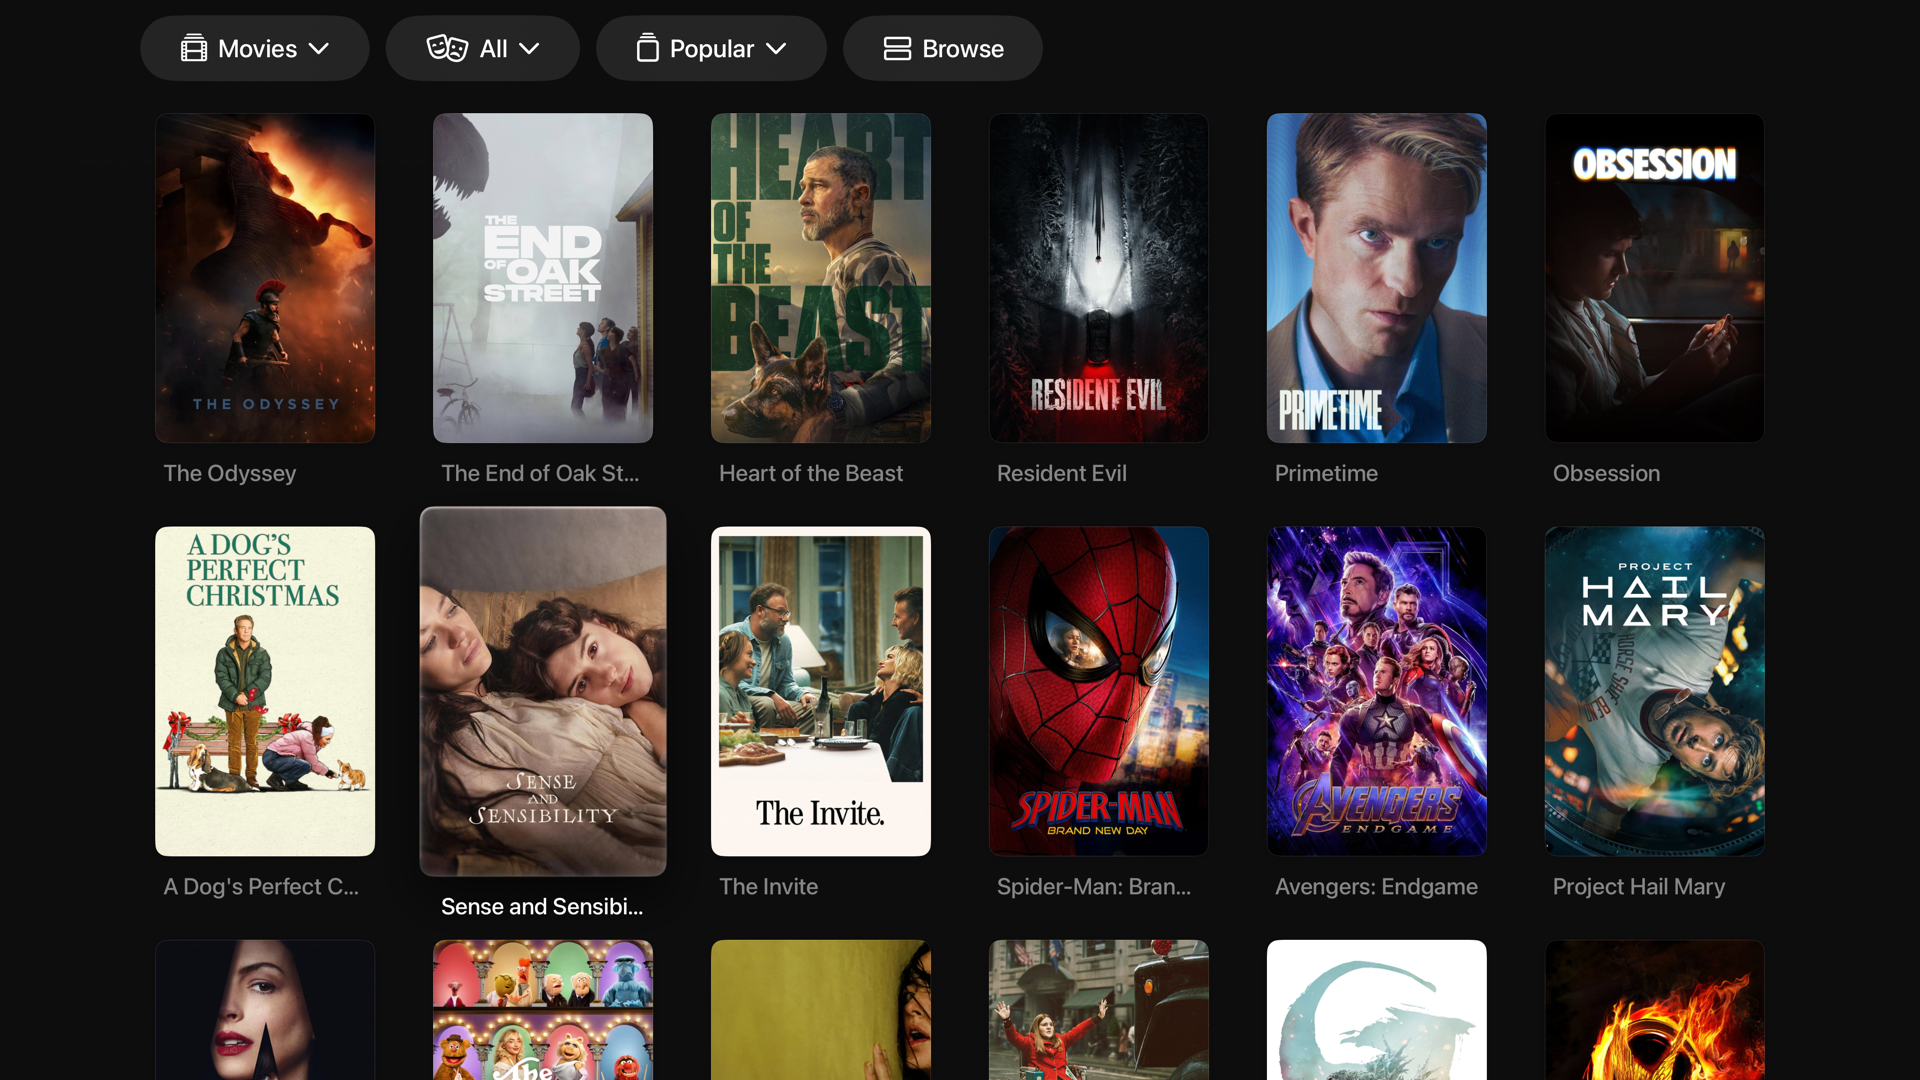 Movies
All
Popular
Browse
THE ODYSSEY
THE
END
OF OAK
STREET
HEART
OF
THE
BEAST
RESIDENT EVIL
PRIMETIME
OBSESSION
The Odyssey
The End of Oak St...
Heart of the Beast
Resident Evil
Primetime
Obsession
A DOG'S
PERFECT
CHRISTMAS
SENSE
AND
SENSIBILITY
The Invite.
SPIDER-MAN
BRAND NEW DAY
AVENGERS
ENDGAME
PROJECT
HAIL
MARY
A Dog's Perfect C...
Sense and Sensibi...
The Invite
Spider-Man: Bran...
Avengers: Endgame
Project Hail Mary
The